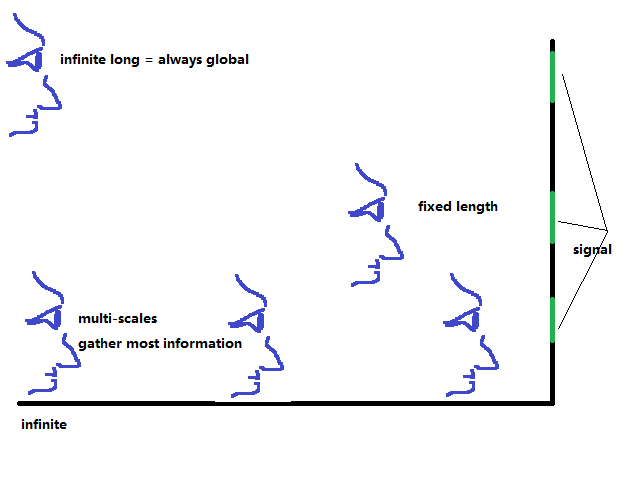 infinite long = always global
fixed length
signal
multi-scales
gather most information
infinite